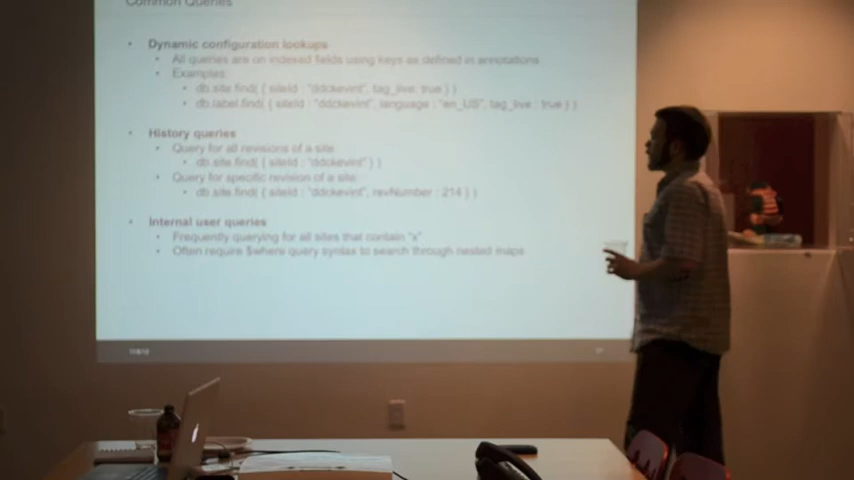 Common Queries
• Dynamic configuration lookups
• All queries are on indexed fields using keys as defined in annotations
• Examples:
• db.site.find( { siteId : "ddckevint", tag_live: true } )
• db.label.find( { siteId : "ddckevint", language : "en_US", tag_live : true } )
• History queries
• Query for all revisions of a site:
• db.site.find( { siteId : "ddckevint" } )
• Query for specific revision of a site:
• db.site.find( { siteId : "ddckevint", revNumber : 214 } )
• Internal user queries
• Frequently querying for all sites that contain "x"
• Often require $where query syntax to search through nested maps